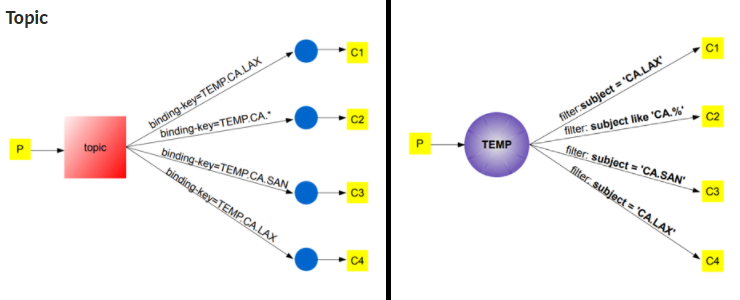 Topic
P
topic
binding-key=TEMP.CA.LAX
binding-key=TEMP.CA.*
binding-key=TEMP.CA.SAN
binding-key=TEMP.CA.LAX
C1
C2
C3
C4
P
TEMP
filter:subject = 'CA.LAX'
filter: subject like 'CA.%'
filter: subject = 'CA.SAN'
filter: subject = 'CA.LAX'
C1
C2
C3
C4